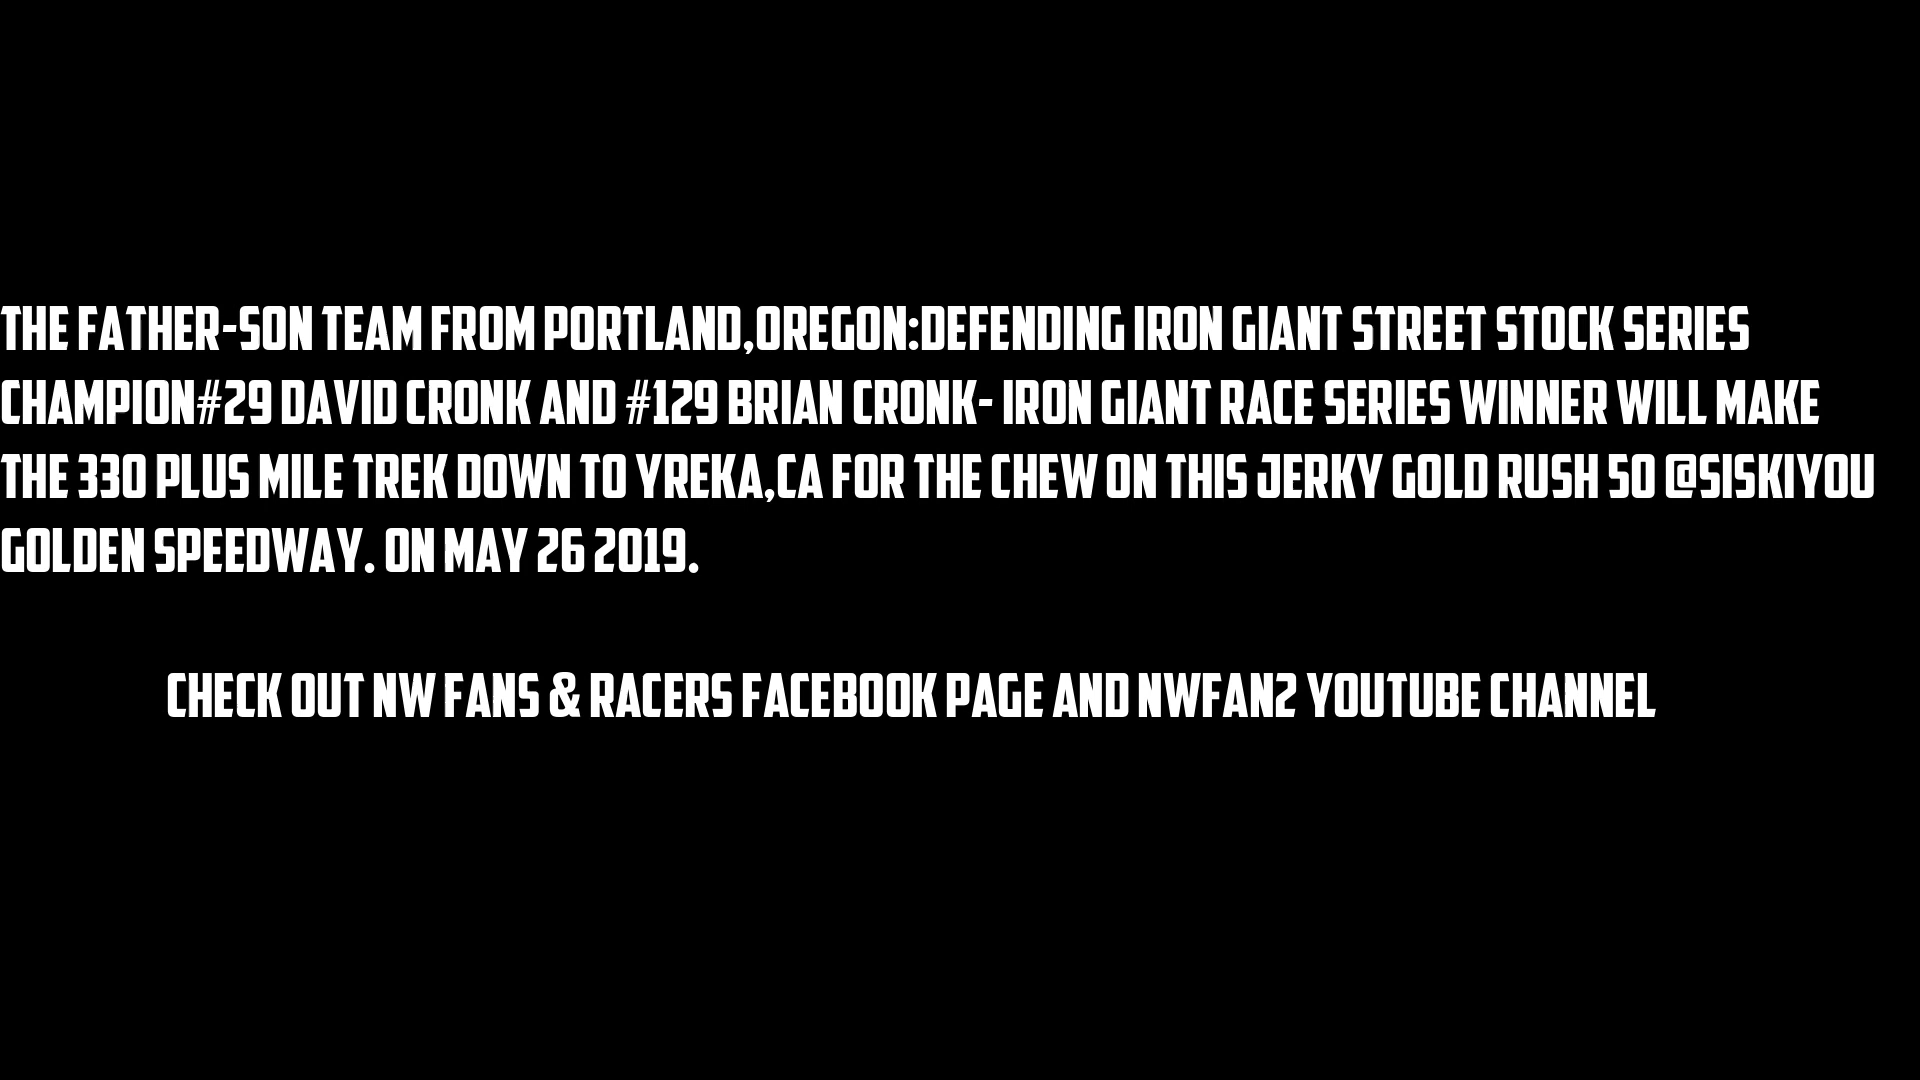 THE FATHER-SON TEAM FROM PORTLAND,OREGON:DEFENDING IRON GIANT STREET STOCK SERIES
CHAMPION#29 DAVID CRONK AND #129 BRIAN CRONK- IRON GIANT RACE SERIES WINNER WILL MAKE
THE 330 PLUS MILE TREK DOWN TO YREKA,CA FOR THE CHEW ON THIS JERKY GOLD RUSH 50 @SISKIYOU
GOLDEN SPEEDWAY. ON MAY 26 2019.
CHECK OUT NW FANS & RACERS FACEBOOK PAGE AND NWFAN2 YOUTUBE CHANNEL